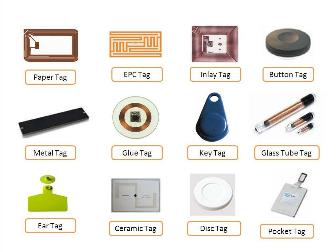 Paper Tag
EPC Tag
Inlay Tag
Button Tag
Metal Tag
Glue Tag
Key Tag
Glass Tube Tag
Ear Tag
Ceramic Tag
Disc Tag
Pocket Tag